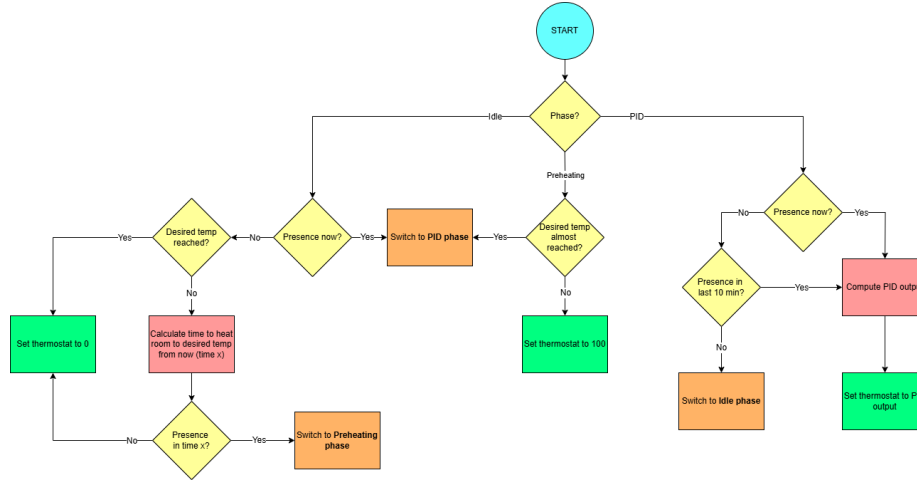 START
Phase?
Idle
PID
Preheating
Presence now?
No
Yes
Desired temp
reached?
Yes
No
Presence now?
No
Yes
Switch to PID phase
Yes
Desired temp
almost
reached?
No
Presence in
last 10 min?
Yes
No
Compute PID outp
Set thermostat to 0
Calculate time to heat
room to desired temp
from now (time x)
Set thermostat to 100
Switch to Idle phase
Set thermostat to P
output
Presence
in time x?
No
Yes
Switch to Preheating
phase